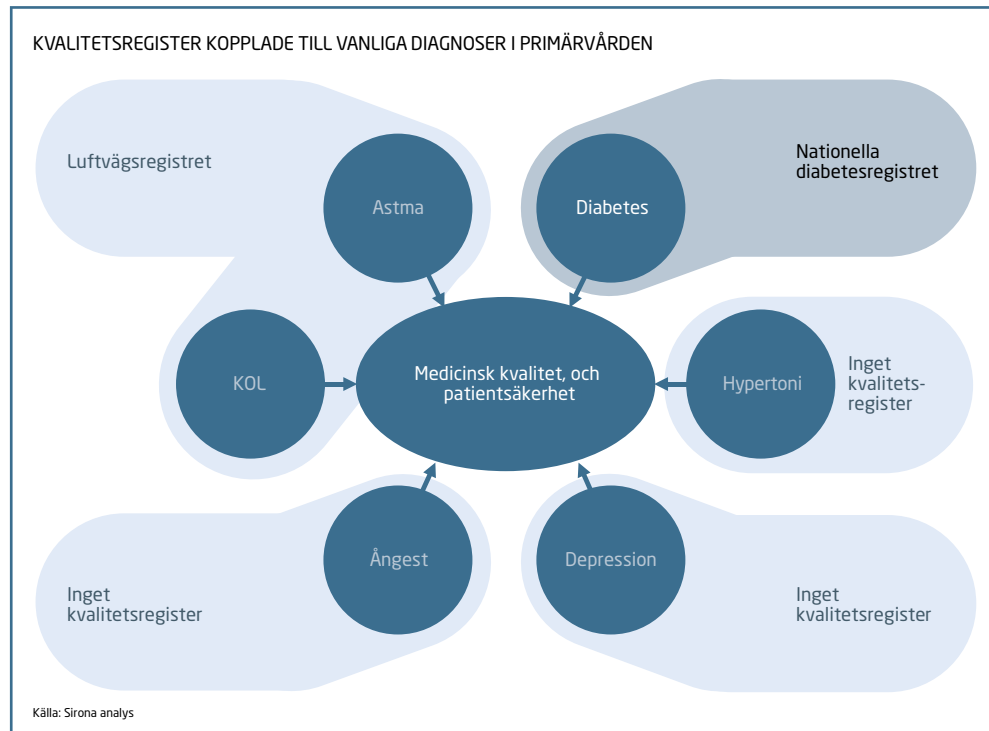 KVALITETSREGISTER KOPPLADE TILL VANLIGA DIAGNOSER I PRIMÄRVÅRDEN
Luftvägsregistret
Astma
Diabetes
Nationella
diabetesregistret
KOL
Medicinsk kvalitet, och
patientsäkerhet
Hypertoni
Inget
kvalitets-
register
Inget
kvalitetsregister
Ångest
Depression
Inget
kvalitetsregister
Källa: Sirona analys